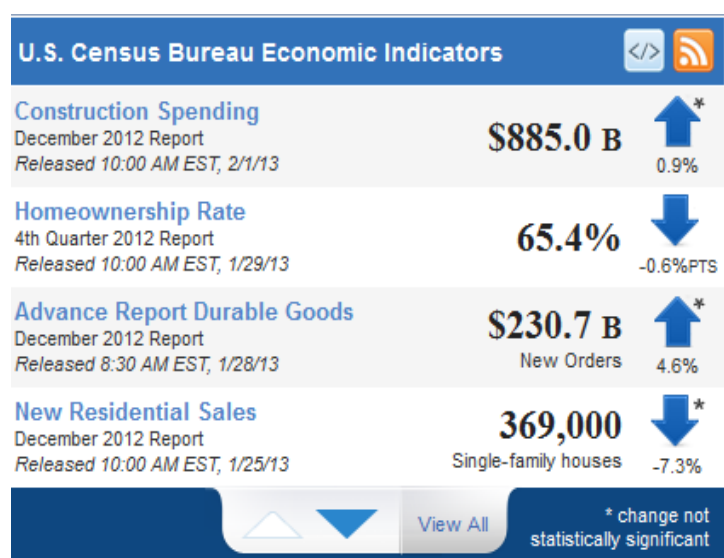 U.S. Census Bureau Economic Indicators </>
Construction Spending
December 2012 Report
Released 10:00 AM EST, 2/1/13
$885.0 B
*
0.9%
Homeownership Rate
4th Quarter 2012 Report
Released 10:00 AM EST, 1/29/13
65.4%
-0.6%PTS
Advance Report Durable Goods
December 2012 Report
Released 8:30 AM EST, 1/28/13
$230.7 B
New Orders
*
4.6%
New Residential Sales
December 2012 Report
Released 10:00 AM EST, 1/25/13
369,000
Single-family houses
*
-7.3%
View All
* change not
statistically significant